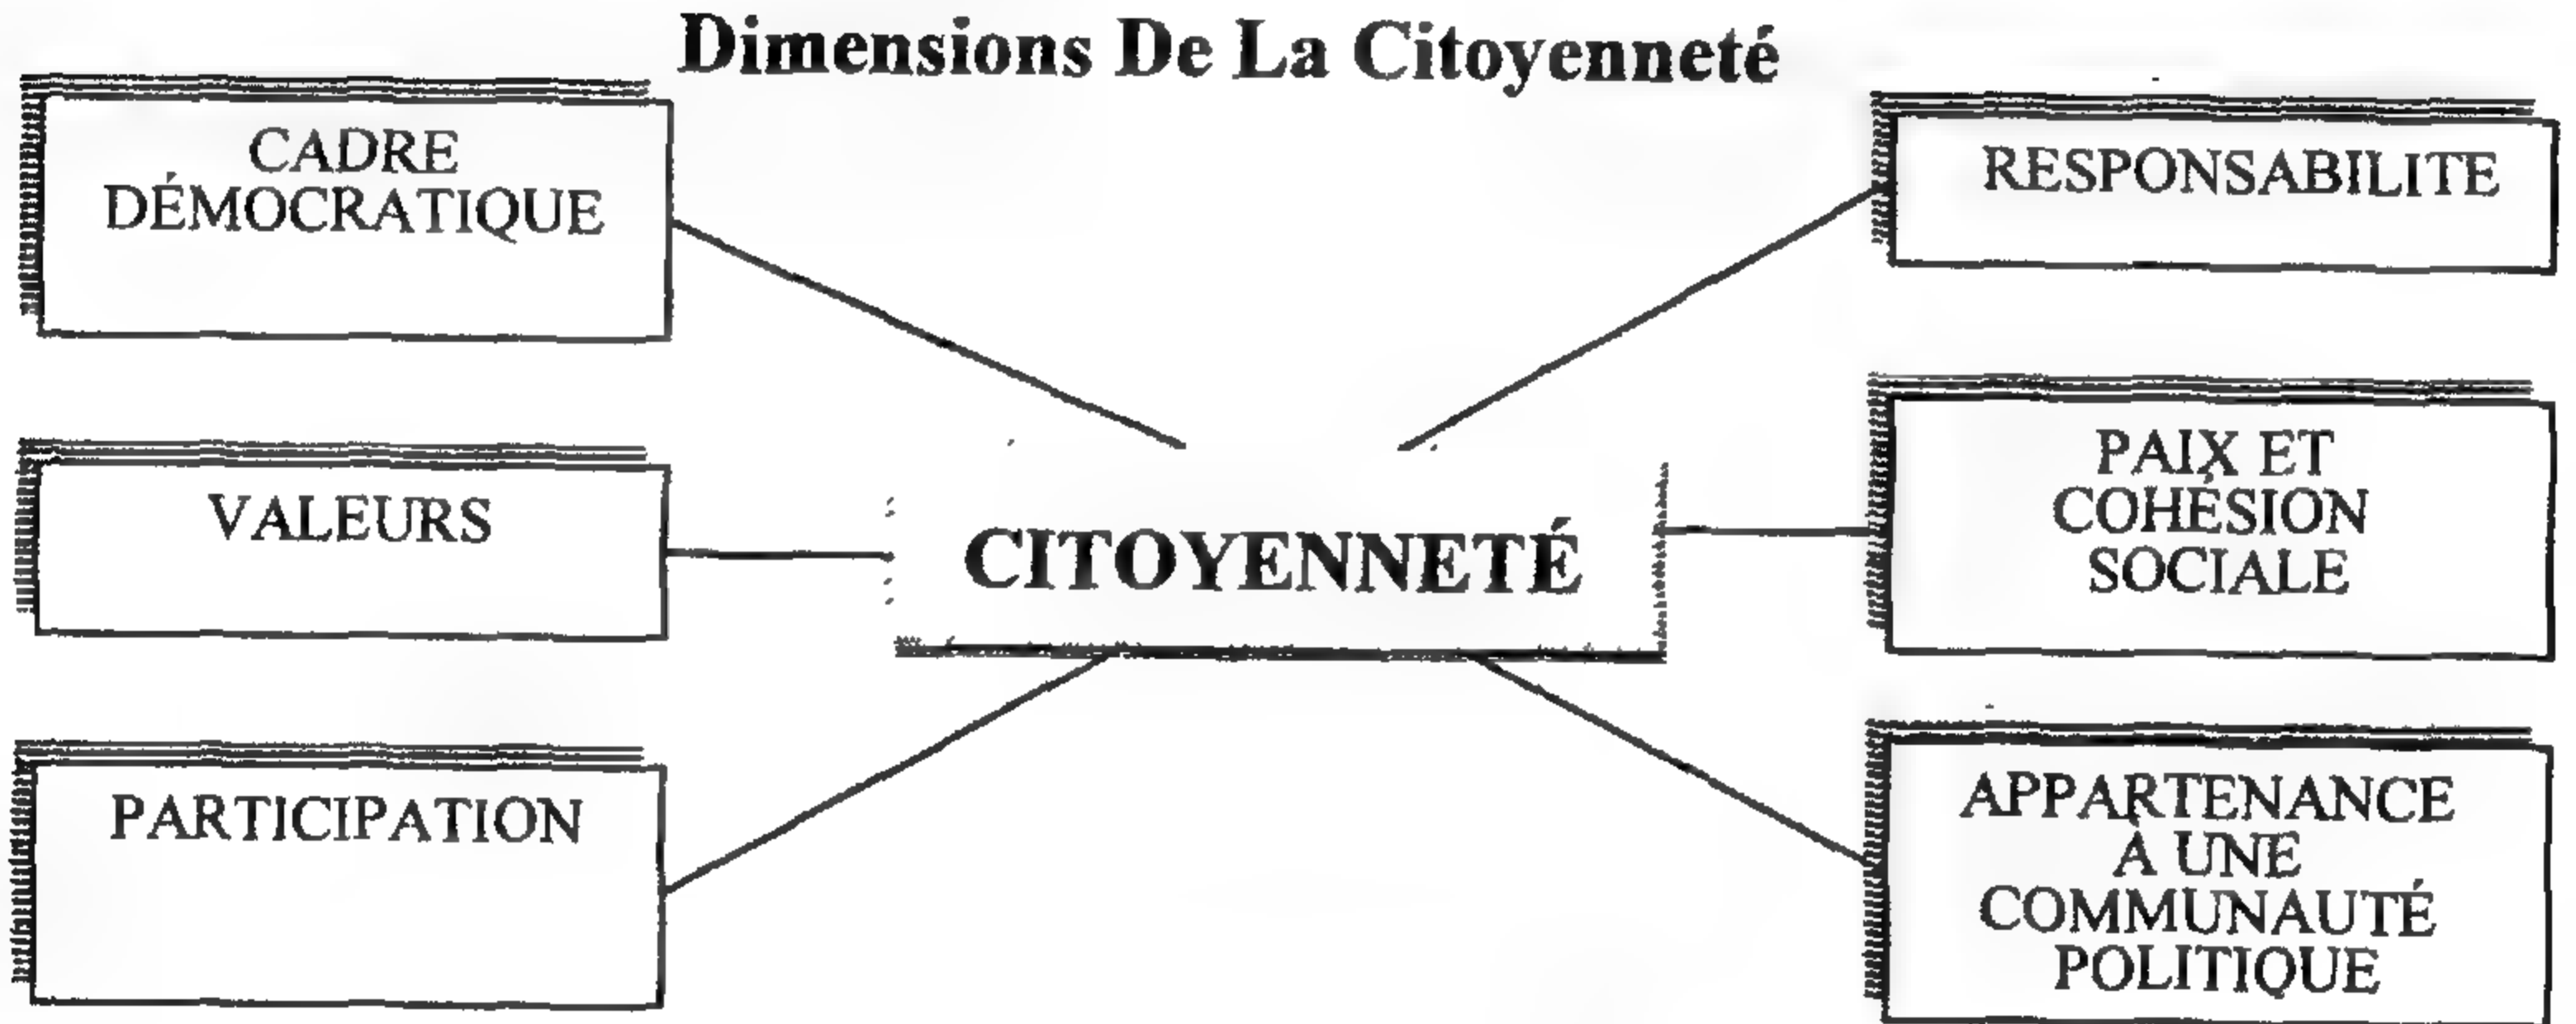 Dimensions De La Citoyenneté
CADRE
DÉMOCRATIQUE
RESPONSABILITE
VALEURS
CITOYENNETÉ
PAIX ET
COHÉSION
SOCIALE
PARTICIPATION
APPARTENANCE
À UNE
COMMUNAUTÉ
POLITIQUE